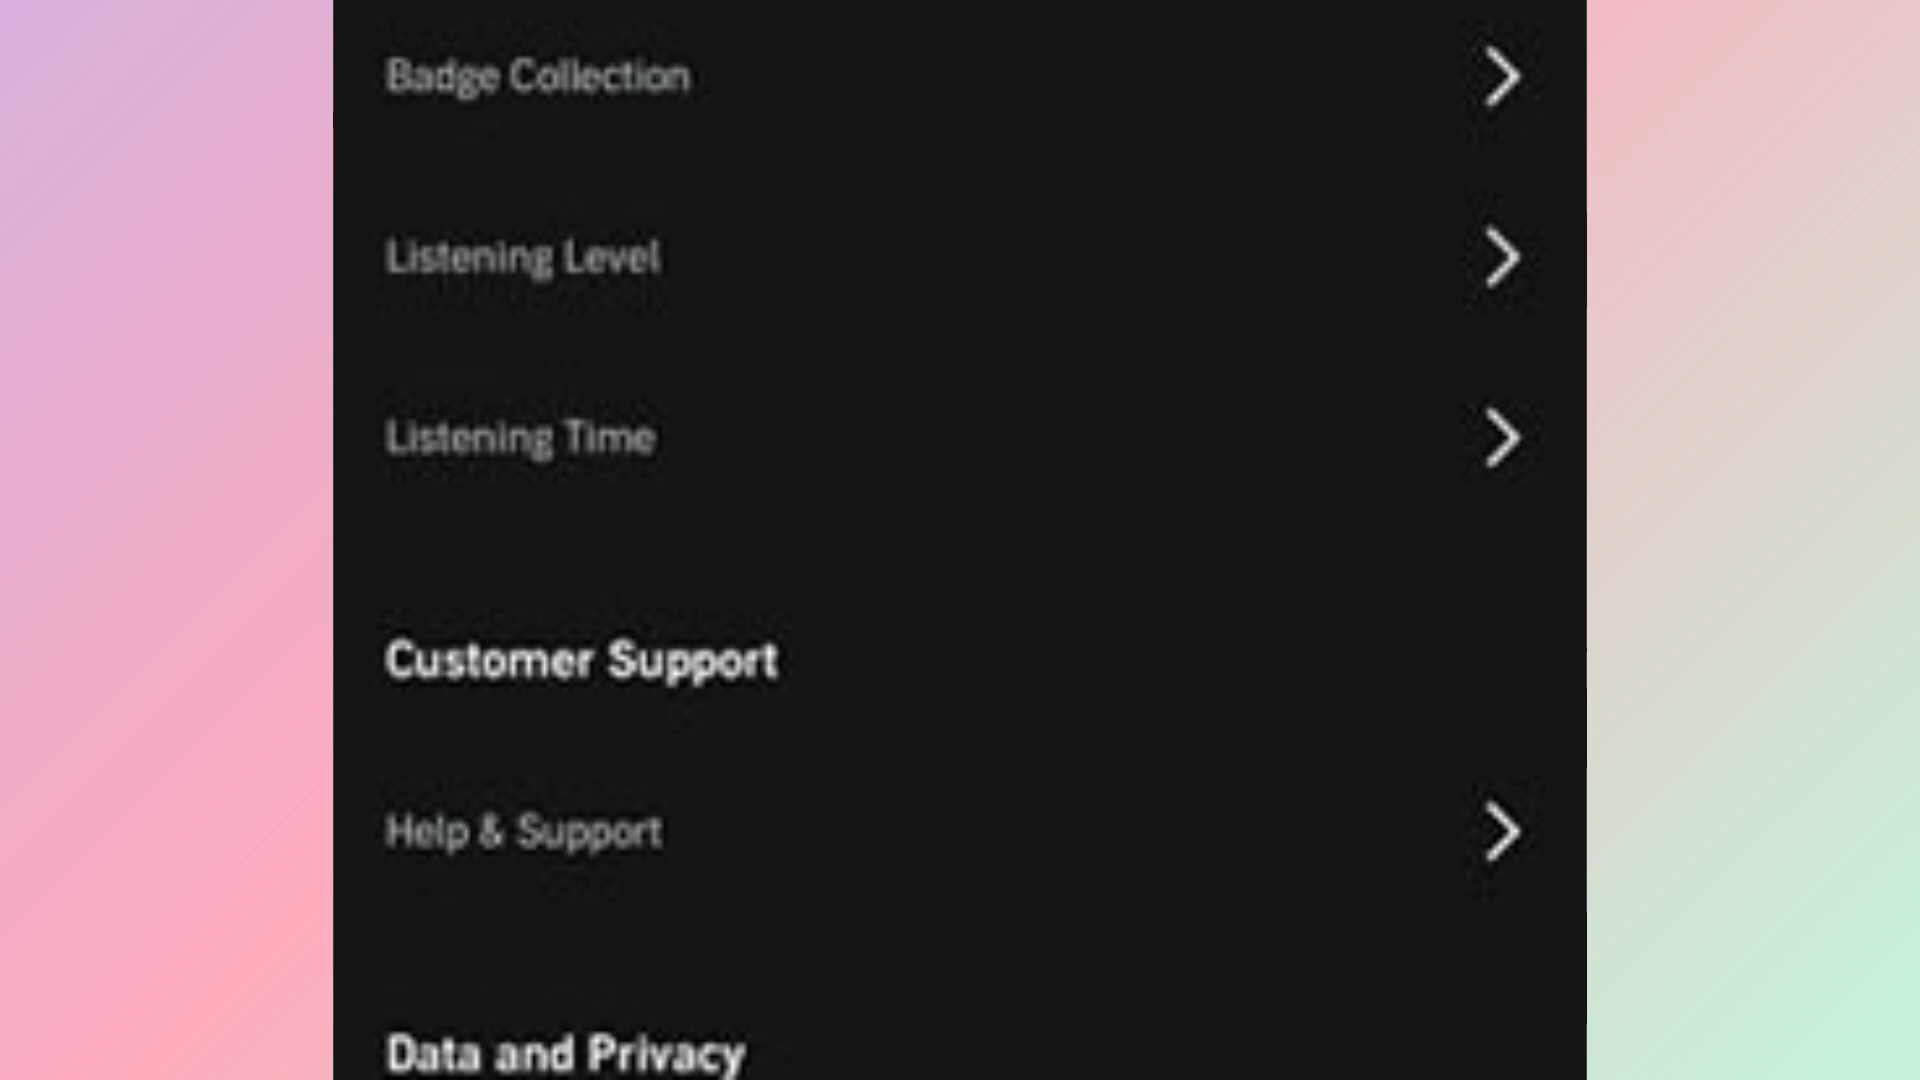 Badge Collection
Listening Level
Listening Time
Customer Support
Help & Support
Data and Privacy